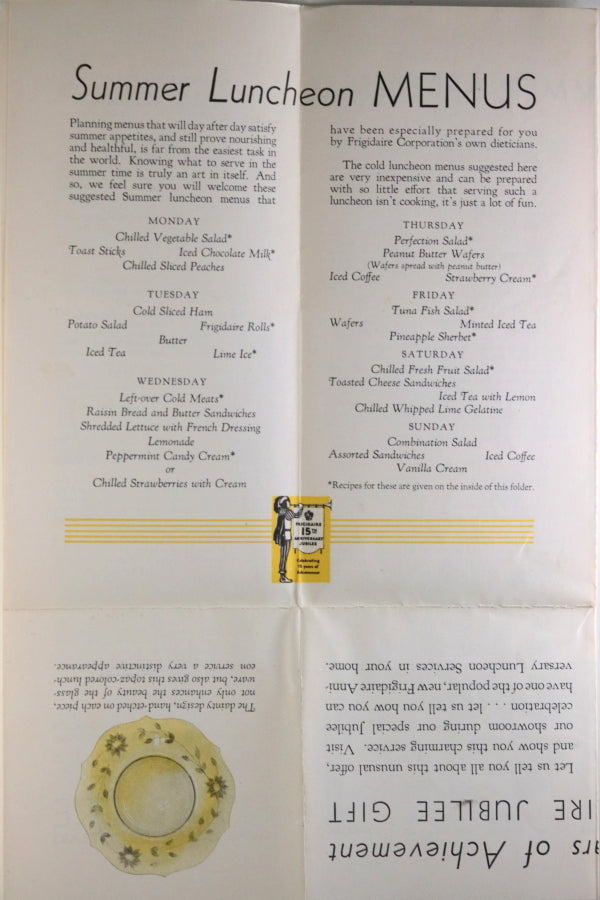 Summer Luncheon MENUS
Planning menus that will day after day satisfy
summer appetites, and still prove nourishing
and healthful, is far from the easiest task in
the world. Knowing what to serve in the
summer time is truly an art in itself. And
so, we feel sure you will welcome these
suggested Summer luncheon menus that
MONDAY
Chilled Vegetable Salad*
Toast Sticks Iced Chocolate Milk*
Chilled Sliced Peaches
TUESDAY
Cold Sliced Ham
Potato Salad Frigidaire Rolls*
Butter
Iced Tea Lime Ice*
WEDNESDAY
Left-over Cold Meats*
Raisin Bread and Butter Sandwiches
Shredded Lettuce with French Dressing
Lemonade
Peppermint Candy Cream*
or
Chilled Strawberries with Cream
have been especially prepared for you
by Frigidaire Corporation's own dieticians.
The cold luncheon menus suggested here
are very inexpensive and can be prepared
with so little effort that serving such a
luncheon isn't cooking, it's just a lot of fun.
THURSDAY
Perfection Salad*
Peanut Butter Wafers
(Wafers spread with peanut butter)
Iced Coffee Strawberry Cream*
FRIDAY
Tuna Fish Salad*
Wafers Minted Iced Tea
Pineapple Sherbet*
SATURDAY
Chilled Fresh Fruit Salad*
Toasted Cheese Sandwiches
Iced Tea with Lemon
Chilled Whipped Lime Gelatine
SUNDAY
Combination Salad
Assorted Sandwiches Iced Coffee
Vanilla Cream
*Recipes for these are given on the inside of this folder.
FRIGIDAIRE
15TH
ANNIVERSARY
JUBILEE
Celebrating
15 years of
Achievement
ars of Achievement
IRE JUBILEE GIFT
Let us tell you all about this unusual offer,
and show you this charming service. Visit
our showroom during our special Jubilee
celebration . . . let us tell you how you can
have one of the popular, new Frigidaire Anni-
versary Luncheon Services in your home.
The dainty design, hand-etched on each piece,
not only enhances the beauty of the glass-
ware, but also gives this topaz-colored lunch-
eon service a very distinctive appearance.